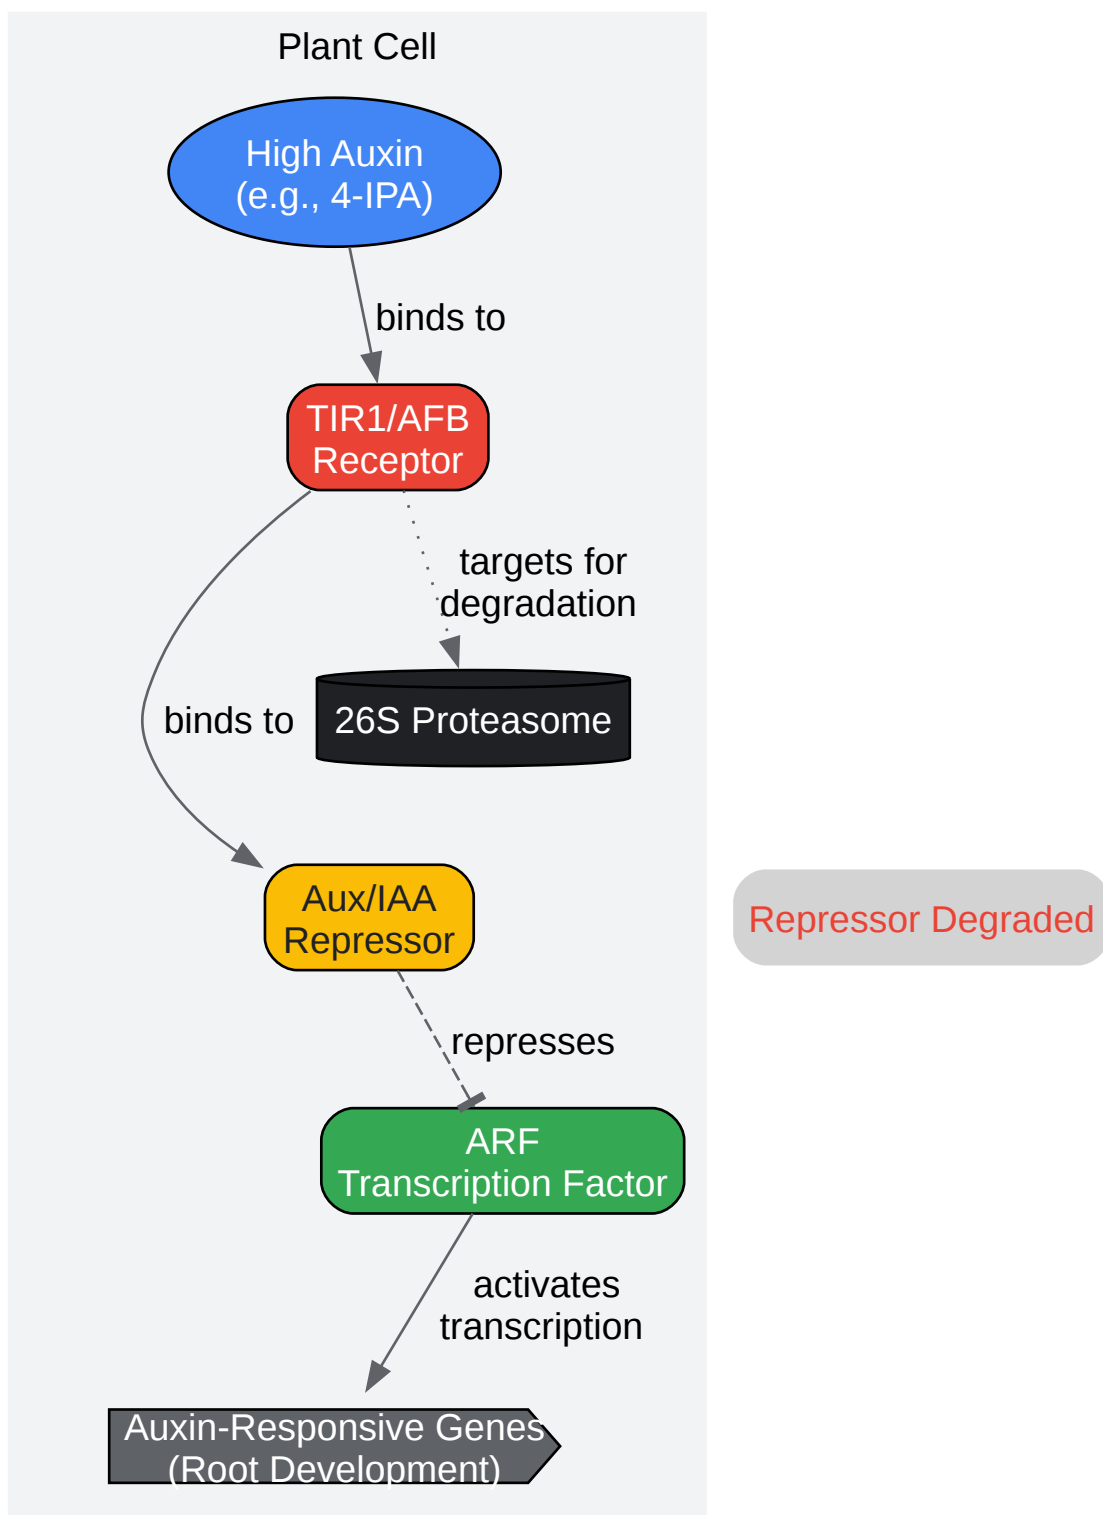 Plant Cell
High Auxin
(e.g., 4-IPA)
binds to
TIR1/AFB
Receptor
targets for
degradation
binds to
26S Proteasome
Aux/IAA
Repressor
Repressor Degraded
represses
ARF
Transcription Factor
activates
transcription
Auxin-Responsive Genes
(Root Development)